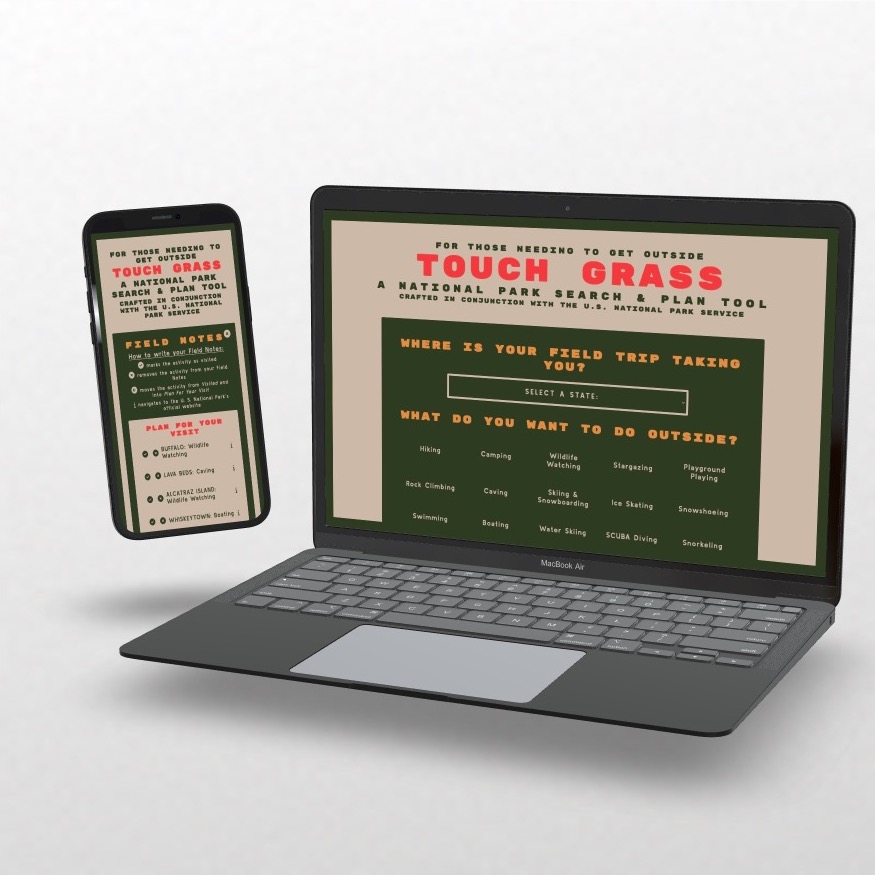 FOR THOSE NEEDING TO
GET OUTSIDE
TOUCH GRASS
A NATIONAL PARK
SEARCH & PLAN TOOL
CRAFTED IN CONJUNCTION
WITH THE U.S. NATIONAL
PARK SERVICE
FIELD NOTES
How to write your Field Notes:
marks the activity as visited
removes the activity from your Field
Notes
moves the activity from Visited and
into Plan For Your Visit
i navigates to the U. S. National Park's
official website
PLAN FOR YOUR
VISIT
BUFFALO: Wildlife
Watching i
LAVA BEDS: Caving i
ALCATRAZ ISLAND:
Wildlife Watching i
WHISKEYTOWN: Boating i
FOR THOSE NEEDING TO GET OUTSIDE
TOUCH GRASS
A NATIONAL PARK SEARCH & PLAN TOOL
CRAFTED IN CONJUNCTION WITH THE U.S. NATIONAL PARK SERVICE
WHERE IS YOUR FIELD TRIP TAKING
YOU?
SELECT A STATE:
WHAT DO YOU WANT TO DO OUTSIDE?
Hiking Camping Wildlife Watching Stargazing Playground Playing
Rock Climbing Caving Skiing & Snowboarding Ice Skating Snowshoeing
Swimming Boating Water Skiing SCUBA Diving Snorkeling
MacBook Air